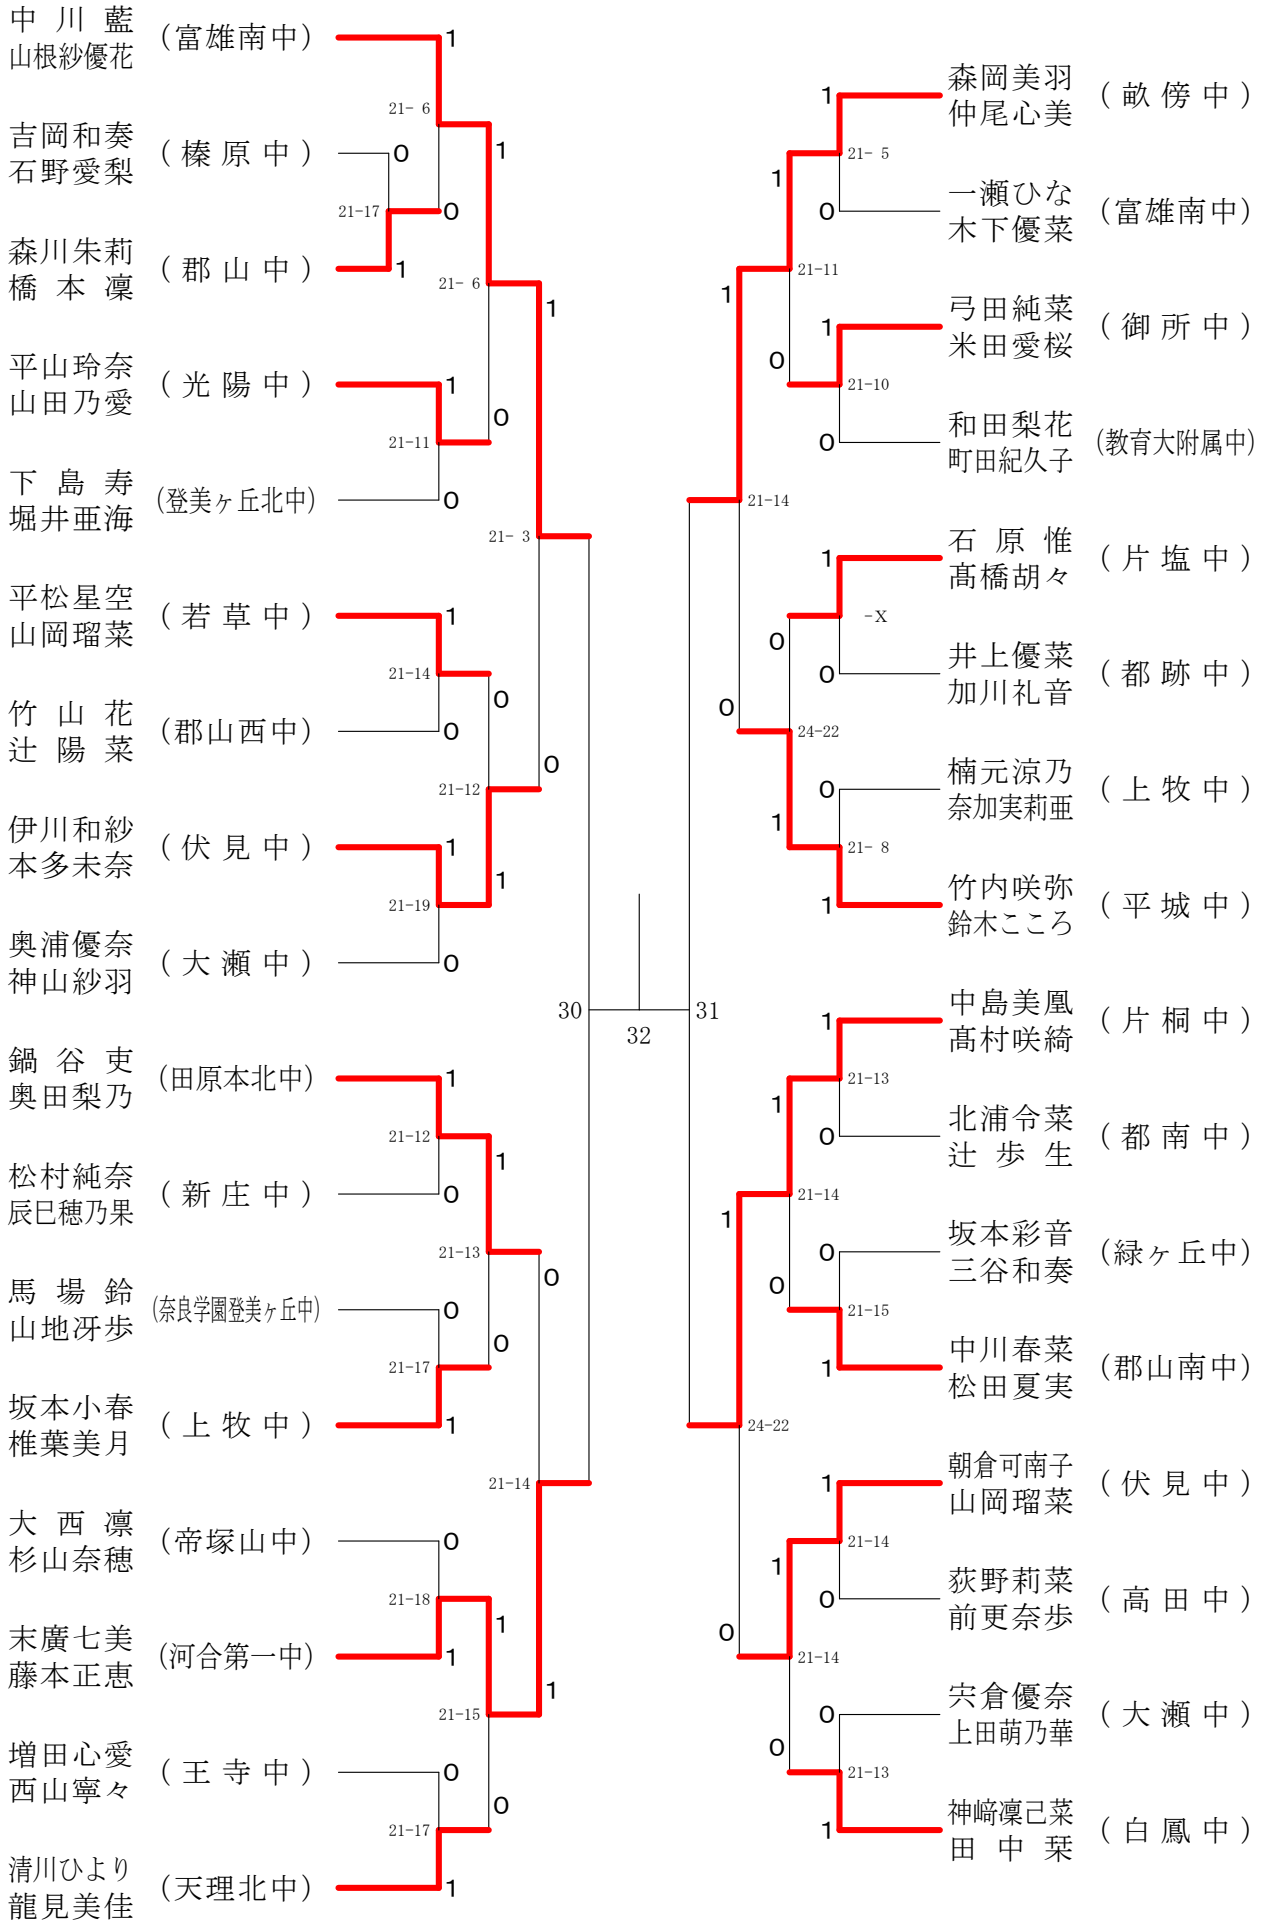 中川藍
山根紗優花
(富雄南中)
1
21- 6
吉岡和奏
石野愛梨
(榛原中)
0
1
21-17
0
森川朱莉
橋本凜
(郡山中)
1
21- 6
1
平山玲奈
山田乃愛
(光陽中)
1
0
21-11
下島寿
堀井亜海
(登美ヶ丘北中)
0
21- 3
平松星空
山岡瑠菜
(若草中)
1
21-14
0
竹山花
辻陽菜
(郡山西中)
0
0
21-12
伊川和紗
本多未奈
(伏見中)
1
1
21-19
奥浦優奈
神山紗羽
(大瀬中)
0
30
鍋谷吏
奥田梨乃
(田原本北中)
1
21-12
1
松村純奈
辰巳穂乃果
(新庄中)
0
21-13
0
馬場鈴
山地冴歩
(奈良学園登美ヶ丘中)
0
0
21-17
坂本小春
椎葉美月
(上牧中)
1
21-14
大西凛
杉山奈穂
(帝塚山中)
0
21-18
1
末廣七美
藤本正恵
(河合第一中)
1
1
21-15
増田心愛
西山寧々
(王寺中)
0
0
21-17
清川ひより
龍見美佳
(天理北中)
1
32
1
森岡美羽
仲尾心美
(畝傍中)
21- 5
1
0
一瀬ひな
木下優菜
(富雄南中)
21-11
1
1
弓田純菜
米田愛桜
(御所中)
0
21-10
0
和田梨花
町田紀久子
(教育大附属中)
21-14
1
石原惟
髙橋胡々
(片塩中)
-X
0
0
井上優菜
加川礼音
(都跡中)
0
24-22
0
楠元涼乃
奈加実莉亜
(上牧中)
1
21- 8
1
竹内咲弥
鈴木こころ
(平城中)
31
1
中島美凰
髙村咲綺
(片桐中)
21-13
1
0
北浦令菜
辻歩生
(都南中)
21-14
1
0
坂本彩音
三谷和奏
(緑ヶ丘中)
0
21-15
1
中川春菜
松田夏実
(郡山南中)
24-22
1
朝倉可南子
山岡瑠菜
(伏見中)
21-14
1
0
荻野莉菜
前更奈歩
(高田中)
0
21-14
0
宍倉優奈
上田萌乃華
(大瀬中)
0
21-13
1
神﨑凜己菜
田中栞
(白鳳中)